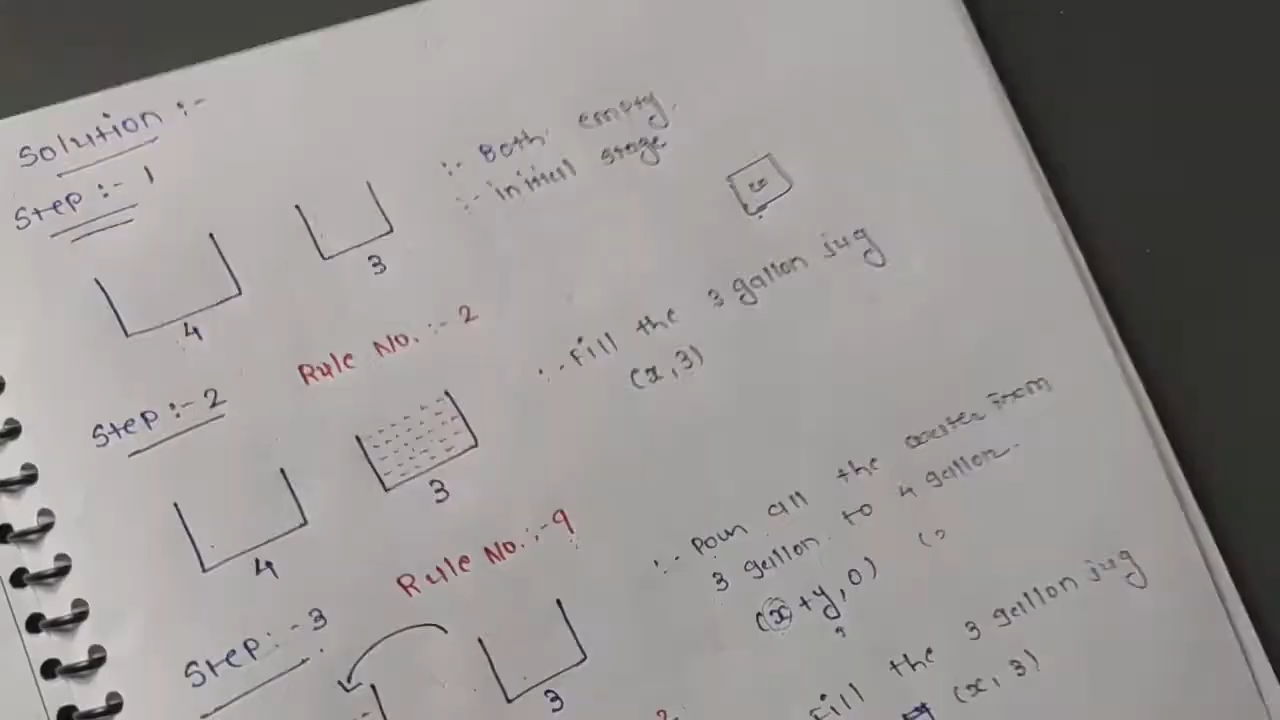 Solution :-
Step :- 1
:- Both empty.
:- initial stage
4
3
Rule No. :- 2
Step :- 2
:- Fill the 3 gallon jug
(x, 3)
4
3
Rule No. :- 9
Step :- 3
:- Pour all the water from
3 gallon to 4 gallon.
(x+y, 0)
3
Fill the 3 gallon jug
(x, 3)
2